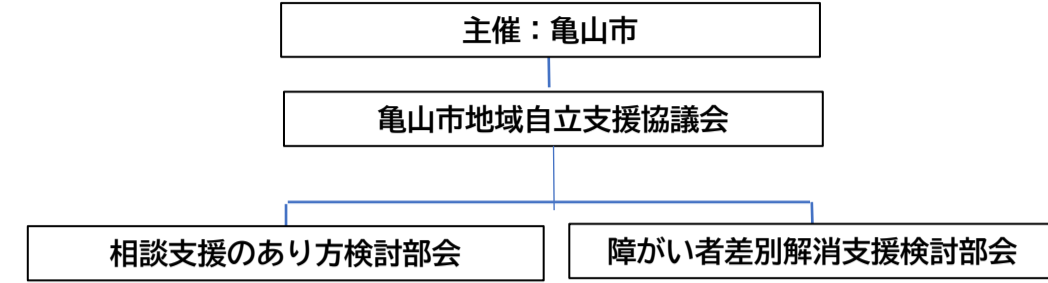 主催：亀山市
亀山市地域自立支援協議会
相談支援のあり方検討部会
障がい者差別解消支援検討部会